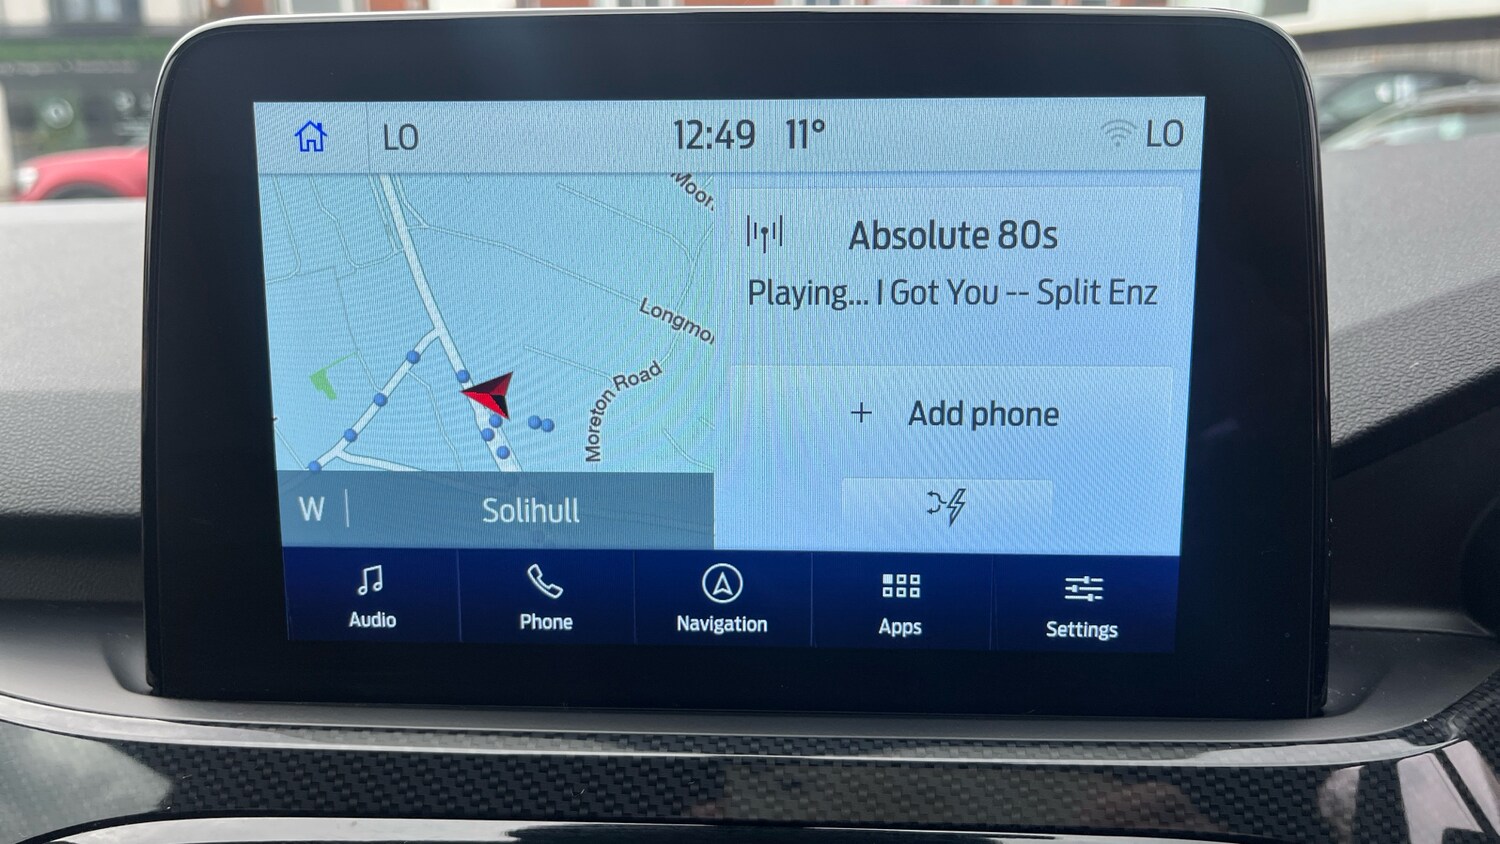 LO 12:49 11° LO
Moor
Absolute 80s
Playing... I Got You -- Split Enz
Longmo
Moreton Road
+ Add phone
W | Solihull
Audio Phone Navigation Apps Settings